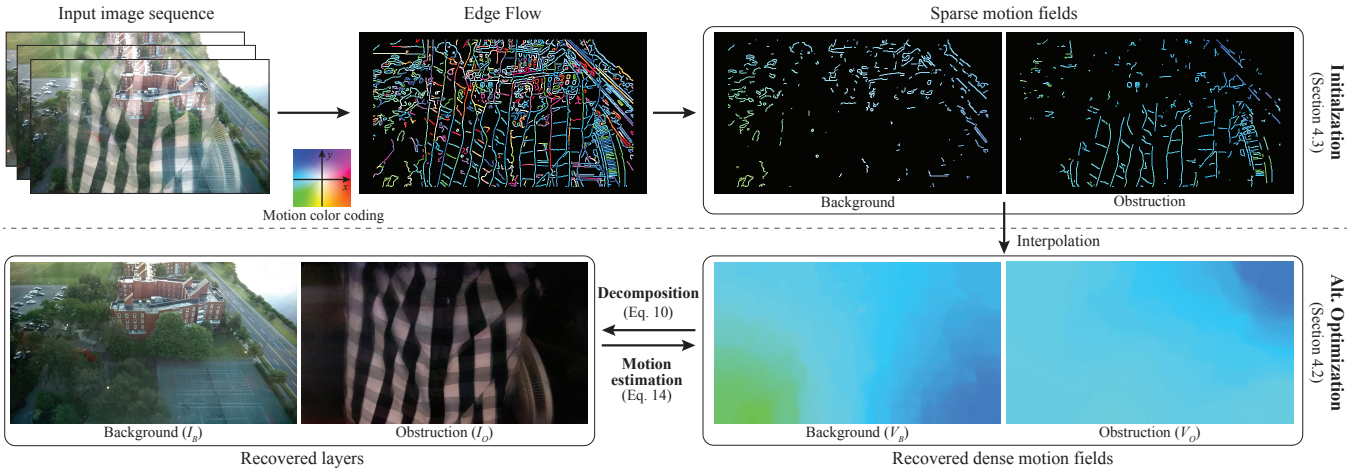 Input image sequence
Edge Flow
Sparse motion fields
y
x
Motion color coding
Background
Obstruction
Initialization
(Section 4.3)
Interpolation
Decomposition
(Eq. 10)
Motion
estimation
(Eq. 14)
Background (I_B)
Obstruction (I_O)
Recovered layers
Background (V_B)
Obstruction (V_O)
Recovered dense motion fields
Alt. Optimization
(Section 4.2)